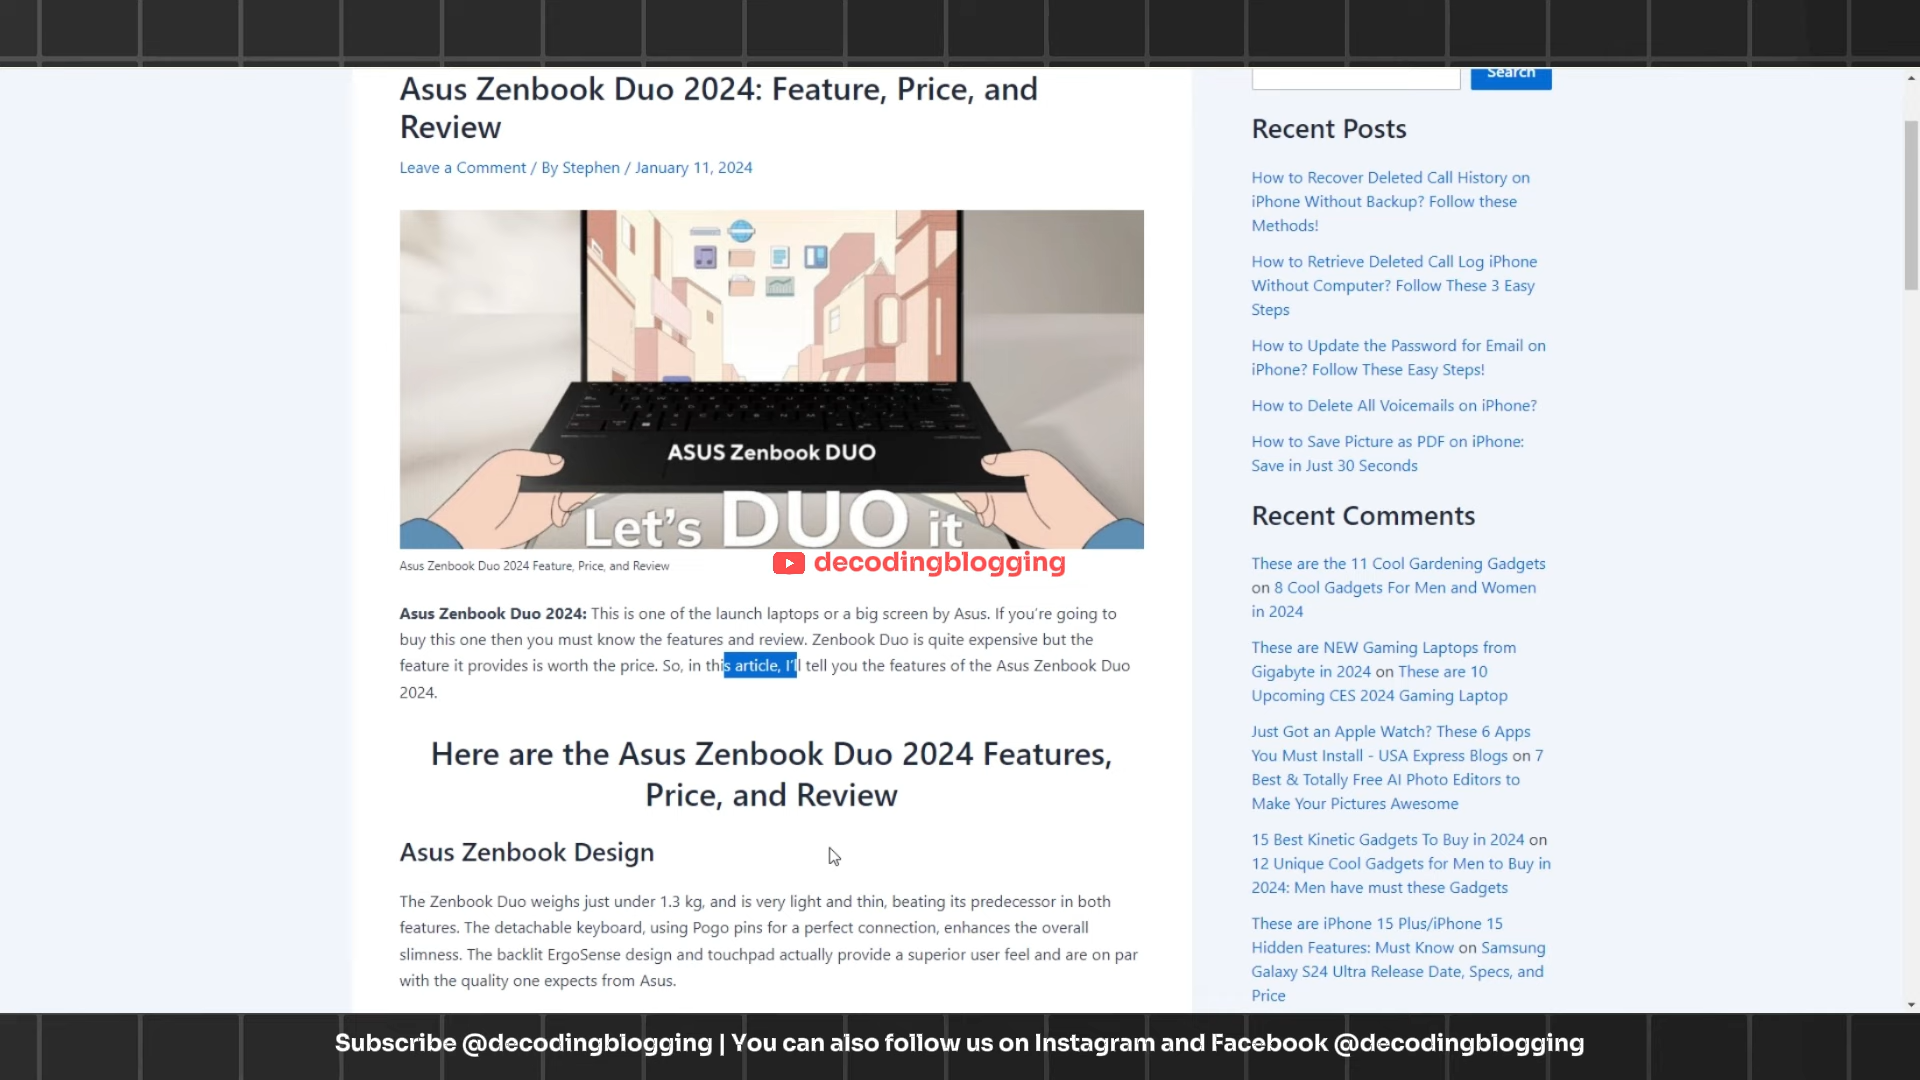 Asus Zenbook Duo 2024: Feature, Price, and
Review
Leave a Comment / By Stephen / January 11, 2024
ASUS Zenbook DUO
Let's DUO it
decodingblogging
Asus Zenbook Duo 2024 Feature, Price, and Review
Asus Zenbook Duo 2024: This is one of the launch laptops or a big screen by Asus. If you're going to
buy this one then you must know the features and review. Zenbook Duo is quite expensive but the
feature it provides is worth the price. So, in this article, I'll tell you the features of the Asus Zenbook Duo
2024.
Here are the Asus Zenbook Duo 2024 Features,
Price, and Review
Asus Zenbook Design
The Zenbook Duo weighs just under 1.3 kg, and is very light and thin, beating its predecessor in both
features. The detachable keyboard, using Pogo pins for a perfect connection, enhances the overall
slimness. The backlit ErgoSense design and touchpad actually provide a superior user feel and are on par
with the quality one expects from Asus.
Search
Recent Posts
How to Recover Deleted Call History on
iPhone Without Backup? Follow these
Methods!
How to Retrieve Deleted Call Log iPhone
Without Computer? Follow These 3 Easy
Steps
How to Update the Password for Email on
iPhone? Follow These Easy Steps!
How to Delete All Voicemails on iPhone?
How to Save Picture as PDF on iPhone:
Save in Just 30 Seconds
Recent Comments
These are the 11 Cool Gardening Gadgets
on 8 Cool Gadgets For Men and Women
in 2024
These are NEW Gaming Laptops from
Gigabyte in 2024 on These are 10
Upcoming CES 2024 Gaming Laptop
Just Got an Apple Watch? These 6 Apps
You Must Install - USA Express Blogs on 7
Best & Totally Free AI Photo Editors to
Make Your Pictures Awesome
15 Best Kinetic Gadgets To Buy in 2024 on
12 Unique Cool Gadgets for Men to Buy in
2024: Men have must these Gadgets
These are iPhone 15 Plus/iPhone 15
Hidden Features: Must Know on Samsung
Galaxy S24 Ultra Release Date, Specs, and
Price
Subscribe @decodingblogging | You can also follow us on Instagram and Facebook @decodingblogging